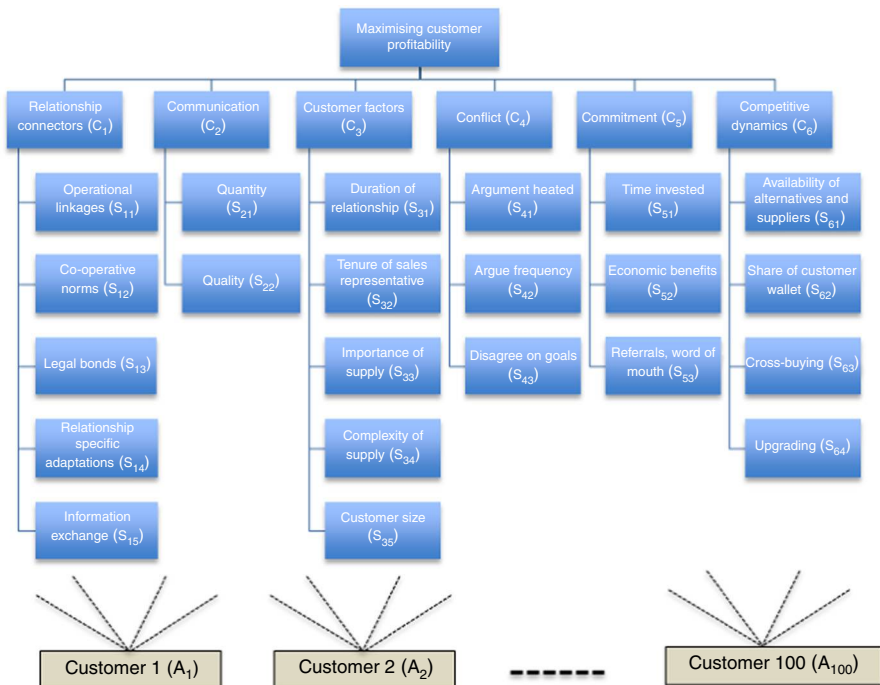 Maximising customer
profitability
Relationship
connectors (C₁)
Communication
(C₂)
Customer factors
(C₃)
Conflict (C₄)
Commitment (C₅)
Competitive
dynamics (C₆)
Operational
linkages (S₁₁)
Quantity
(S₂₁)
Duration of
relationship (S₃₁)
Argument heated
(S₄₁)
Time invested
(S₅₁)
Availability of
alternatives and
suppliers (S₆₁)
Co-operative
norms (S₁₂)
Quality (S₂₂)
Tenure of sales
representative
(S₃₂)
Argue frequency
(S₄₂)
Economic benefits
(S₅₂)
Share of customer
wallet (S₆₂)
Legal bonds (S₁₃)
Importance of
supply (S₃₃)
Disagree on goals
(S₄₃)
Referrals, word of
mouth (S₅₃)
Cross-buying (S₆₃)
Relationship
specific
adaptations (S₁₄)
Complexity of
supply (S₃₄)
Upgrading (S₆₄)
Information
exchange (S₁₅)
Customer size
(S₃₅)
Customer 1 (A₁)
Customer 2 (A₂)
Customer 100 (A₁₀₀)